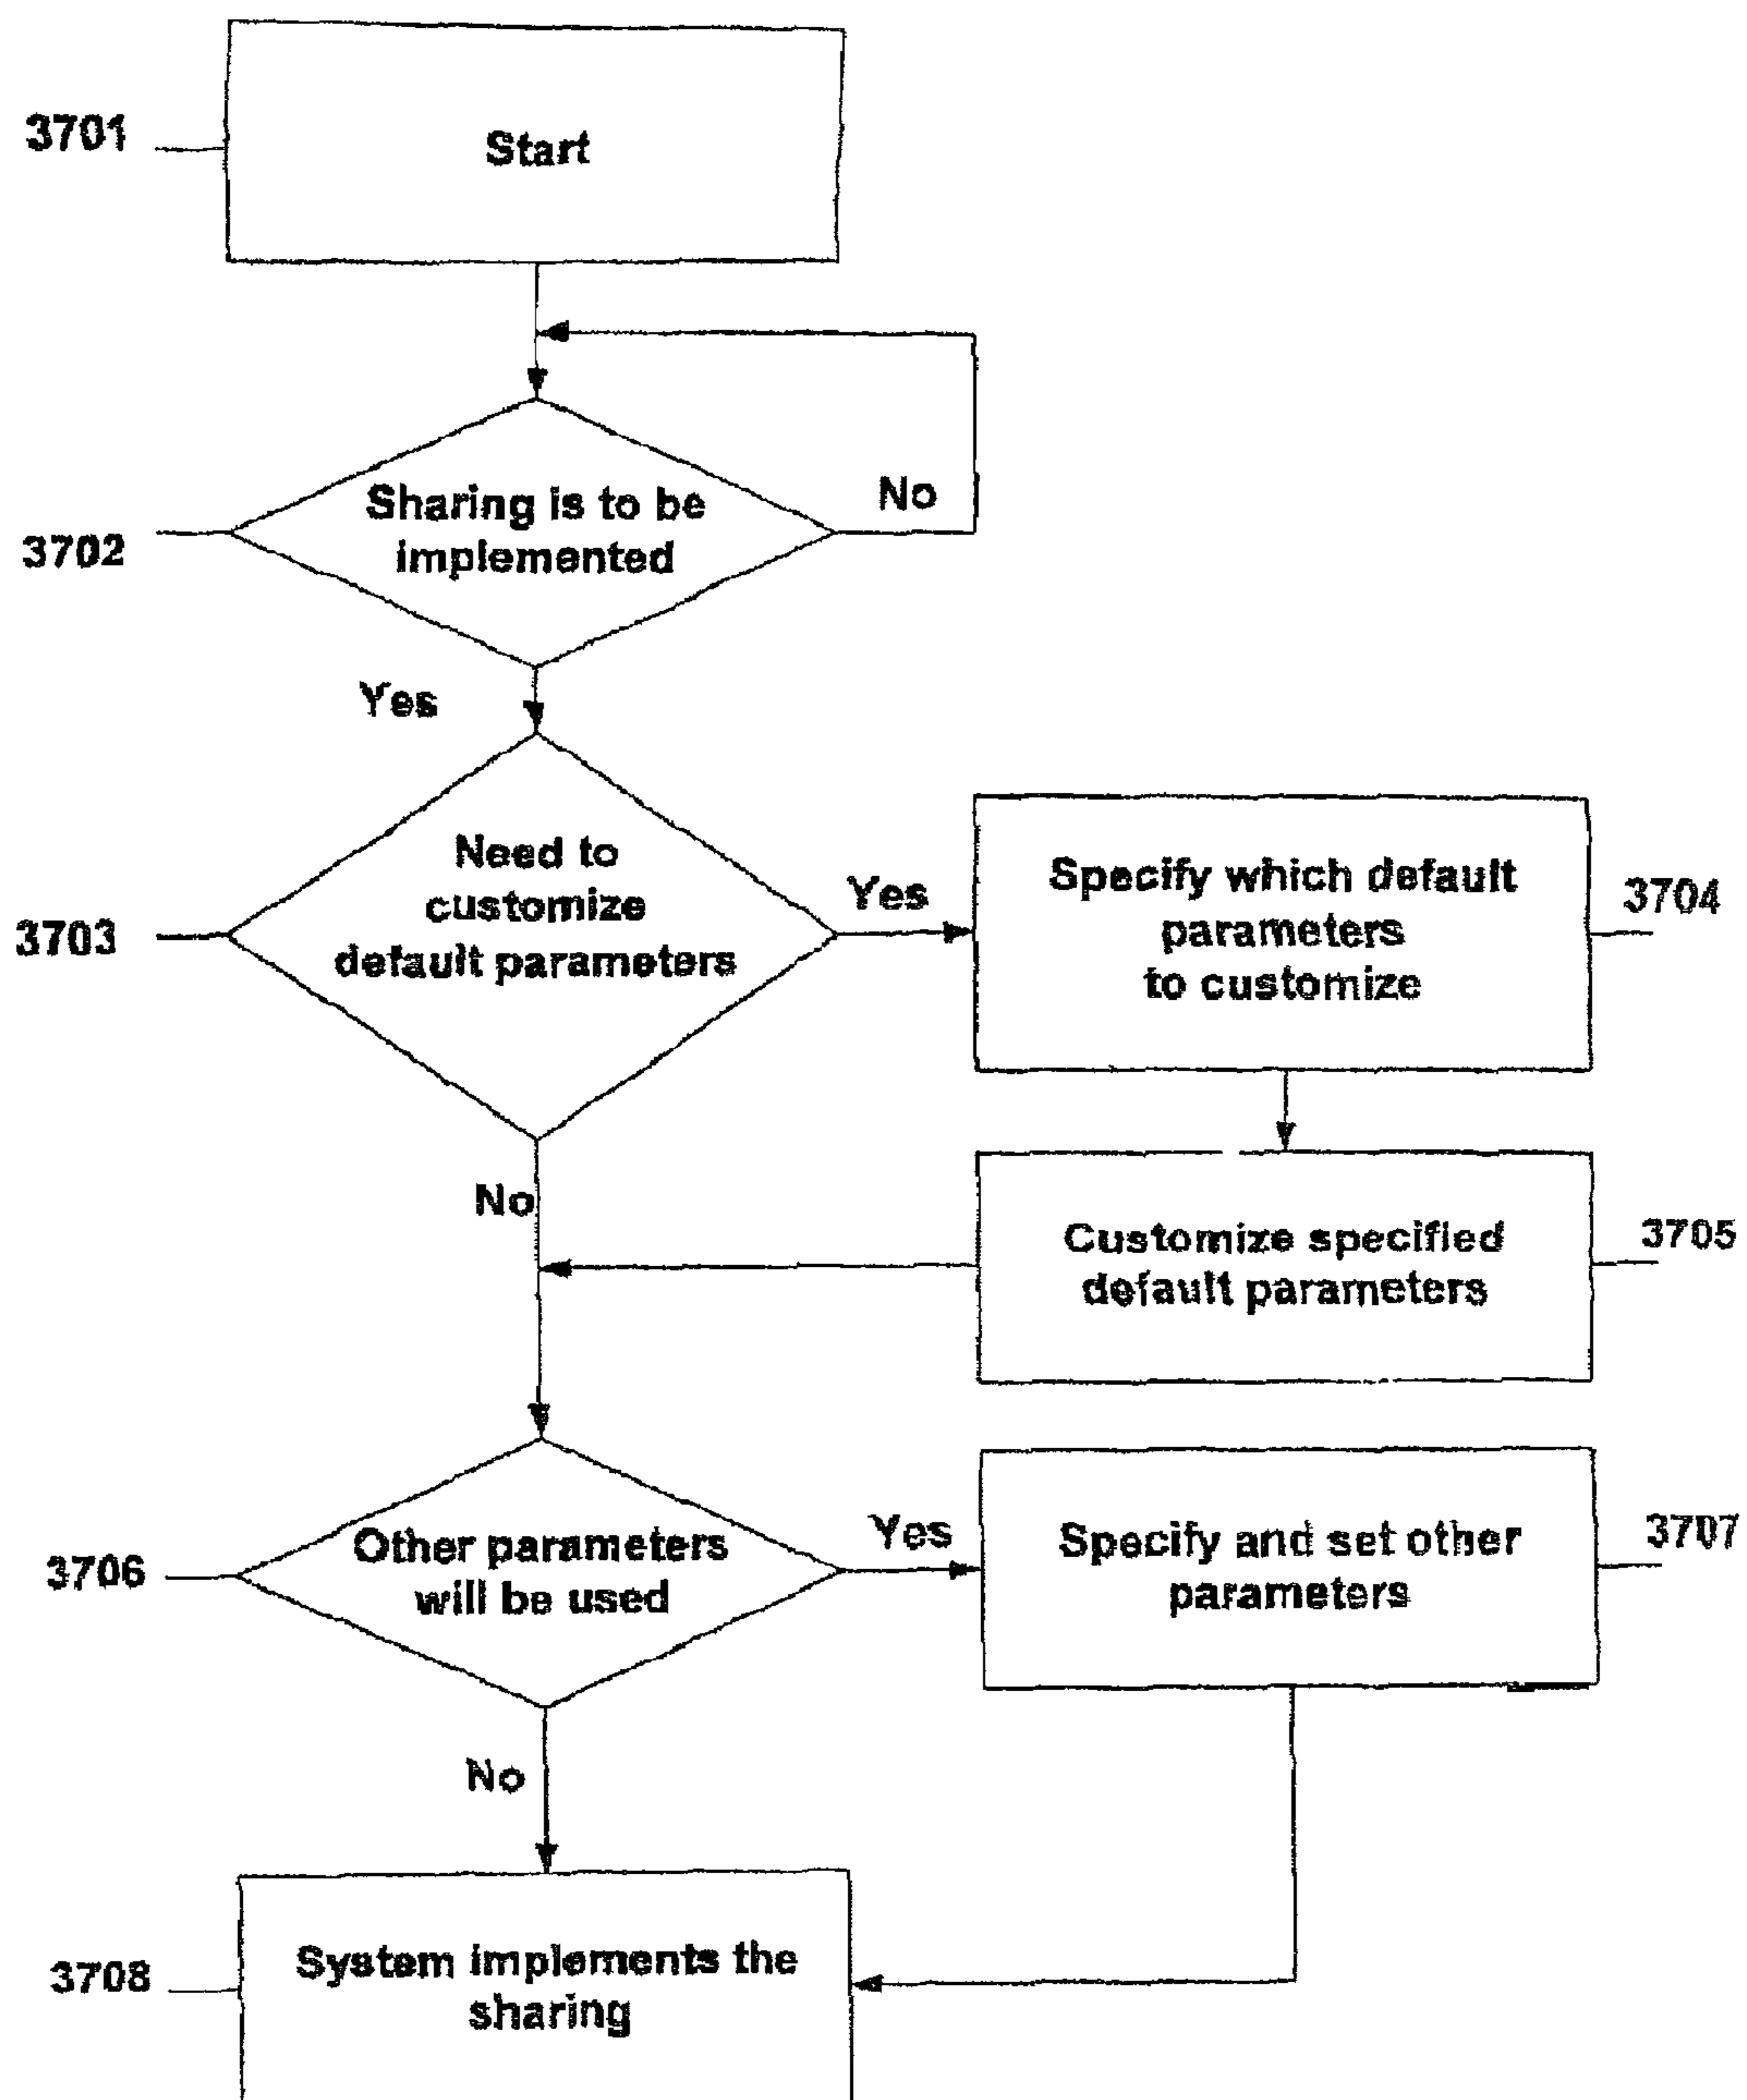 3701
Start
3702
Sharing is to be
implemented
No
Yes
3703
Need to
customize
default parameters
Yes
Specify which default
parameters
to customize
3704
No
Customize specified
default parameters
3705
3706
Other parameters
will be used
Yes
Specify and set other
parameters
3707
No
3708
System implements the
sharing